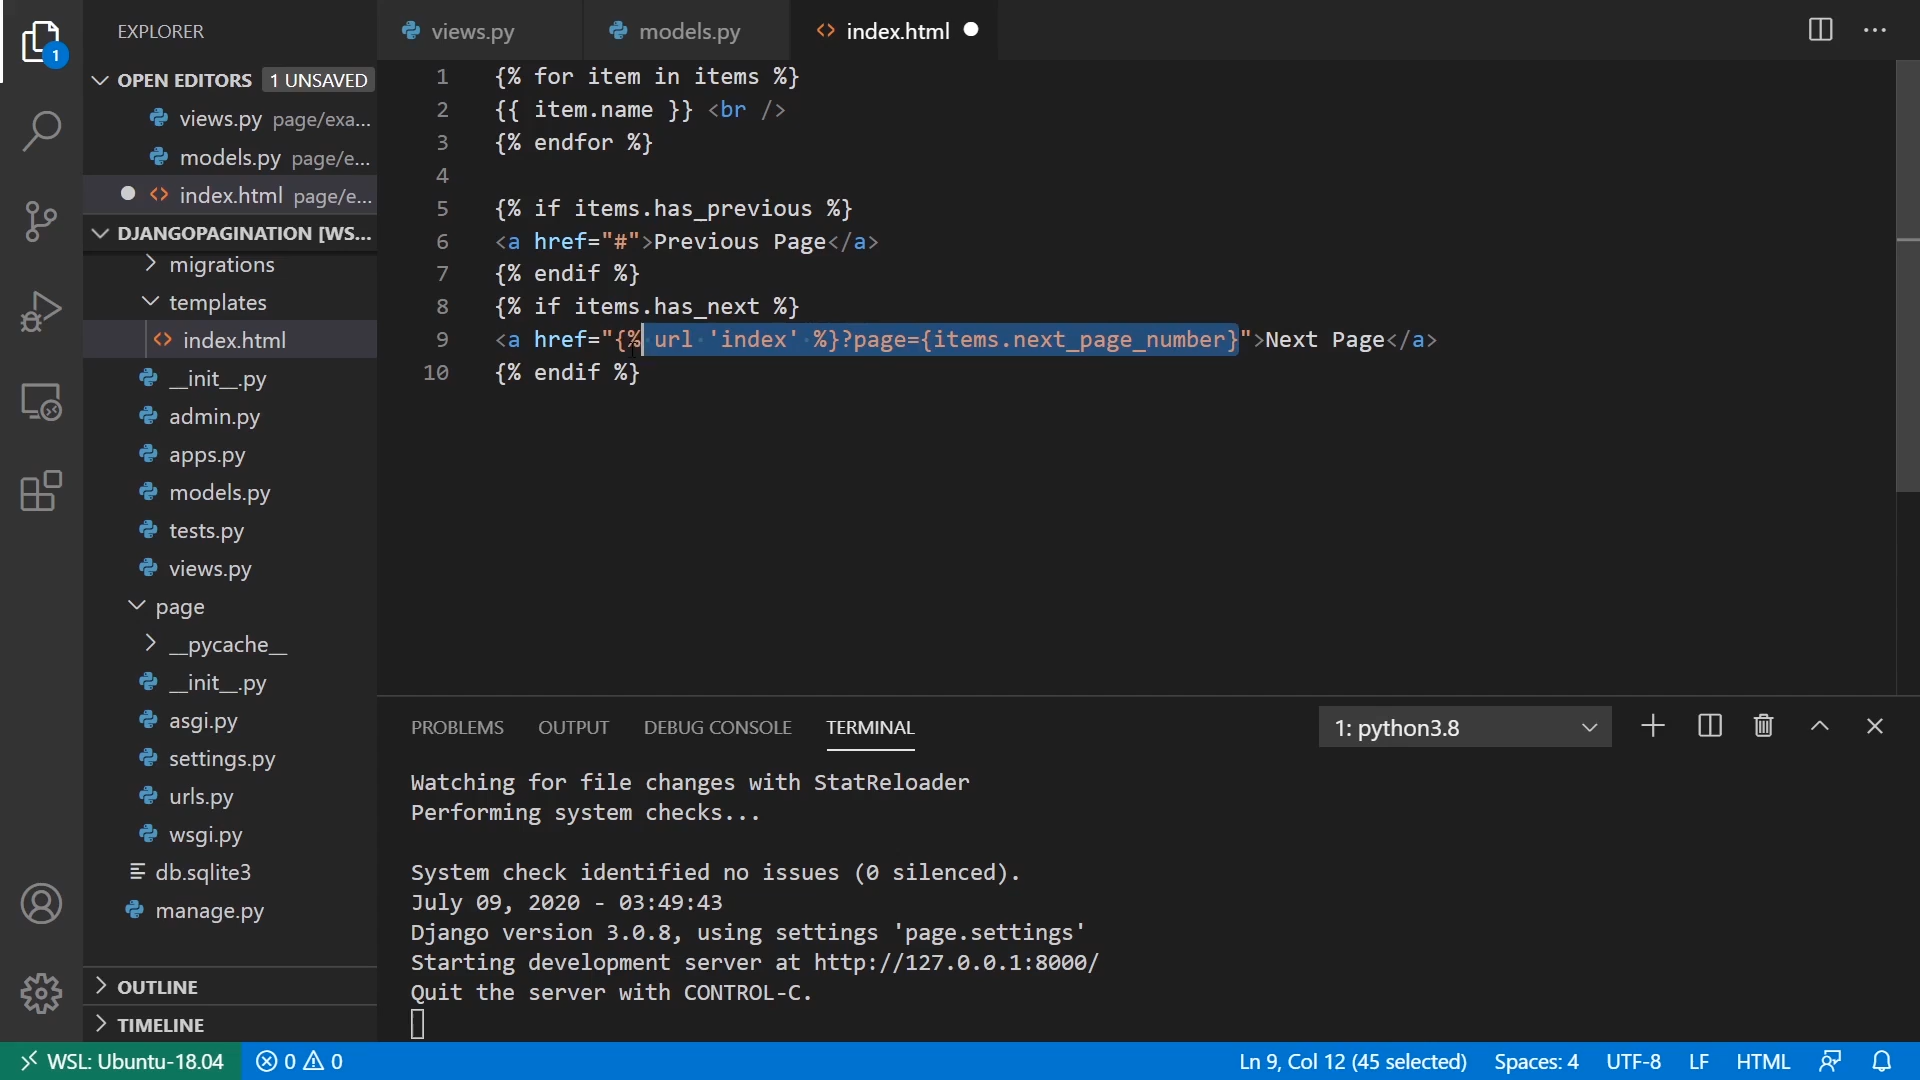 EXPLORER
1
OPEN EDITORS 1 UNSAVED
views.py page/exa...
models.py page/e...
index.html page/e...
DJANGOPAGINATION [WS...
migrations
templates
index.html
__init__.py
admin.py
apps.py
models.py
tests.py
views.py
page
__pycache__
__init__.py
asgi.py
settings.py
urls.py
wsgi.py
db.sqlite3
manage.py
OUTLINE
TIMELINE
views.py models.py index.html
1 {% for item in items %}
2 {{ item.name }} <br />
3 {% endfor %}
4
5 {% if items.has_previous %}
6 <a href="#">Previous Page</a>
7 {% endif %}
8 {% if items.has_next %}
9 <a href="{% url 'index' %}?page={items.next_page_number}">Next Page</a>
10 {% endif %}
PROBLEMS OUTPUT DEBUG CONSOLE TERMINAL 1: python3.8
Watching for file changes with StatReloader
Performing system checks...
System check identified no issues (0 silenced).
July 09, 2020 - 03:49:43
Django version 3.0.8, using settings 'page.settings'
Starting development server at http://127.0.0.1:8000/
Quit the server with CONTROL-C.
WSL: Ubuntu-18.04 0 0 Ln 9, Col 12 (45 selected) Spaces: 4 UTF-8 LF HTML